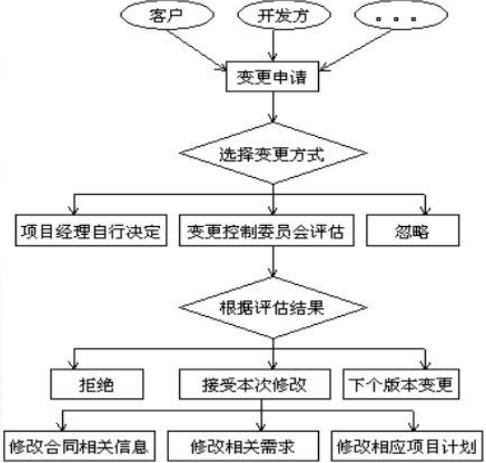 客户
开发方
。。。
变更申请
选择变更方式
项目经理自行决定
变更控制委员会评估
忽略
根据评估结果
拒绝
接受本次修改
下个版本变更
修改合同相关信息
修改相关需求
修改相应项目计划